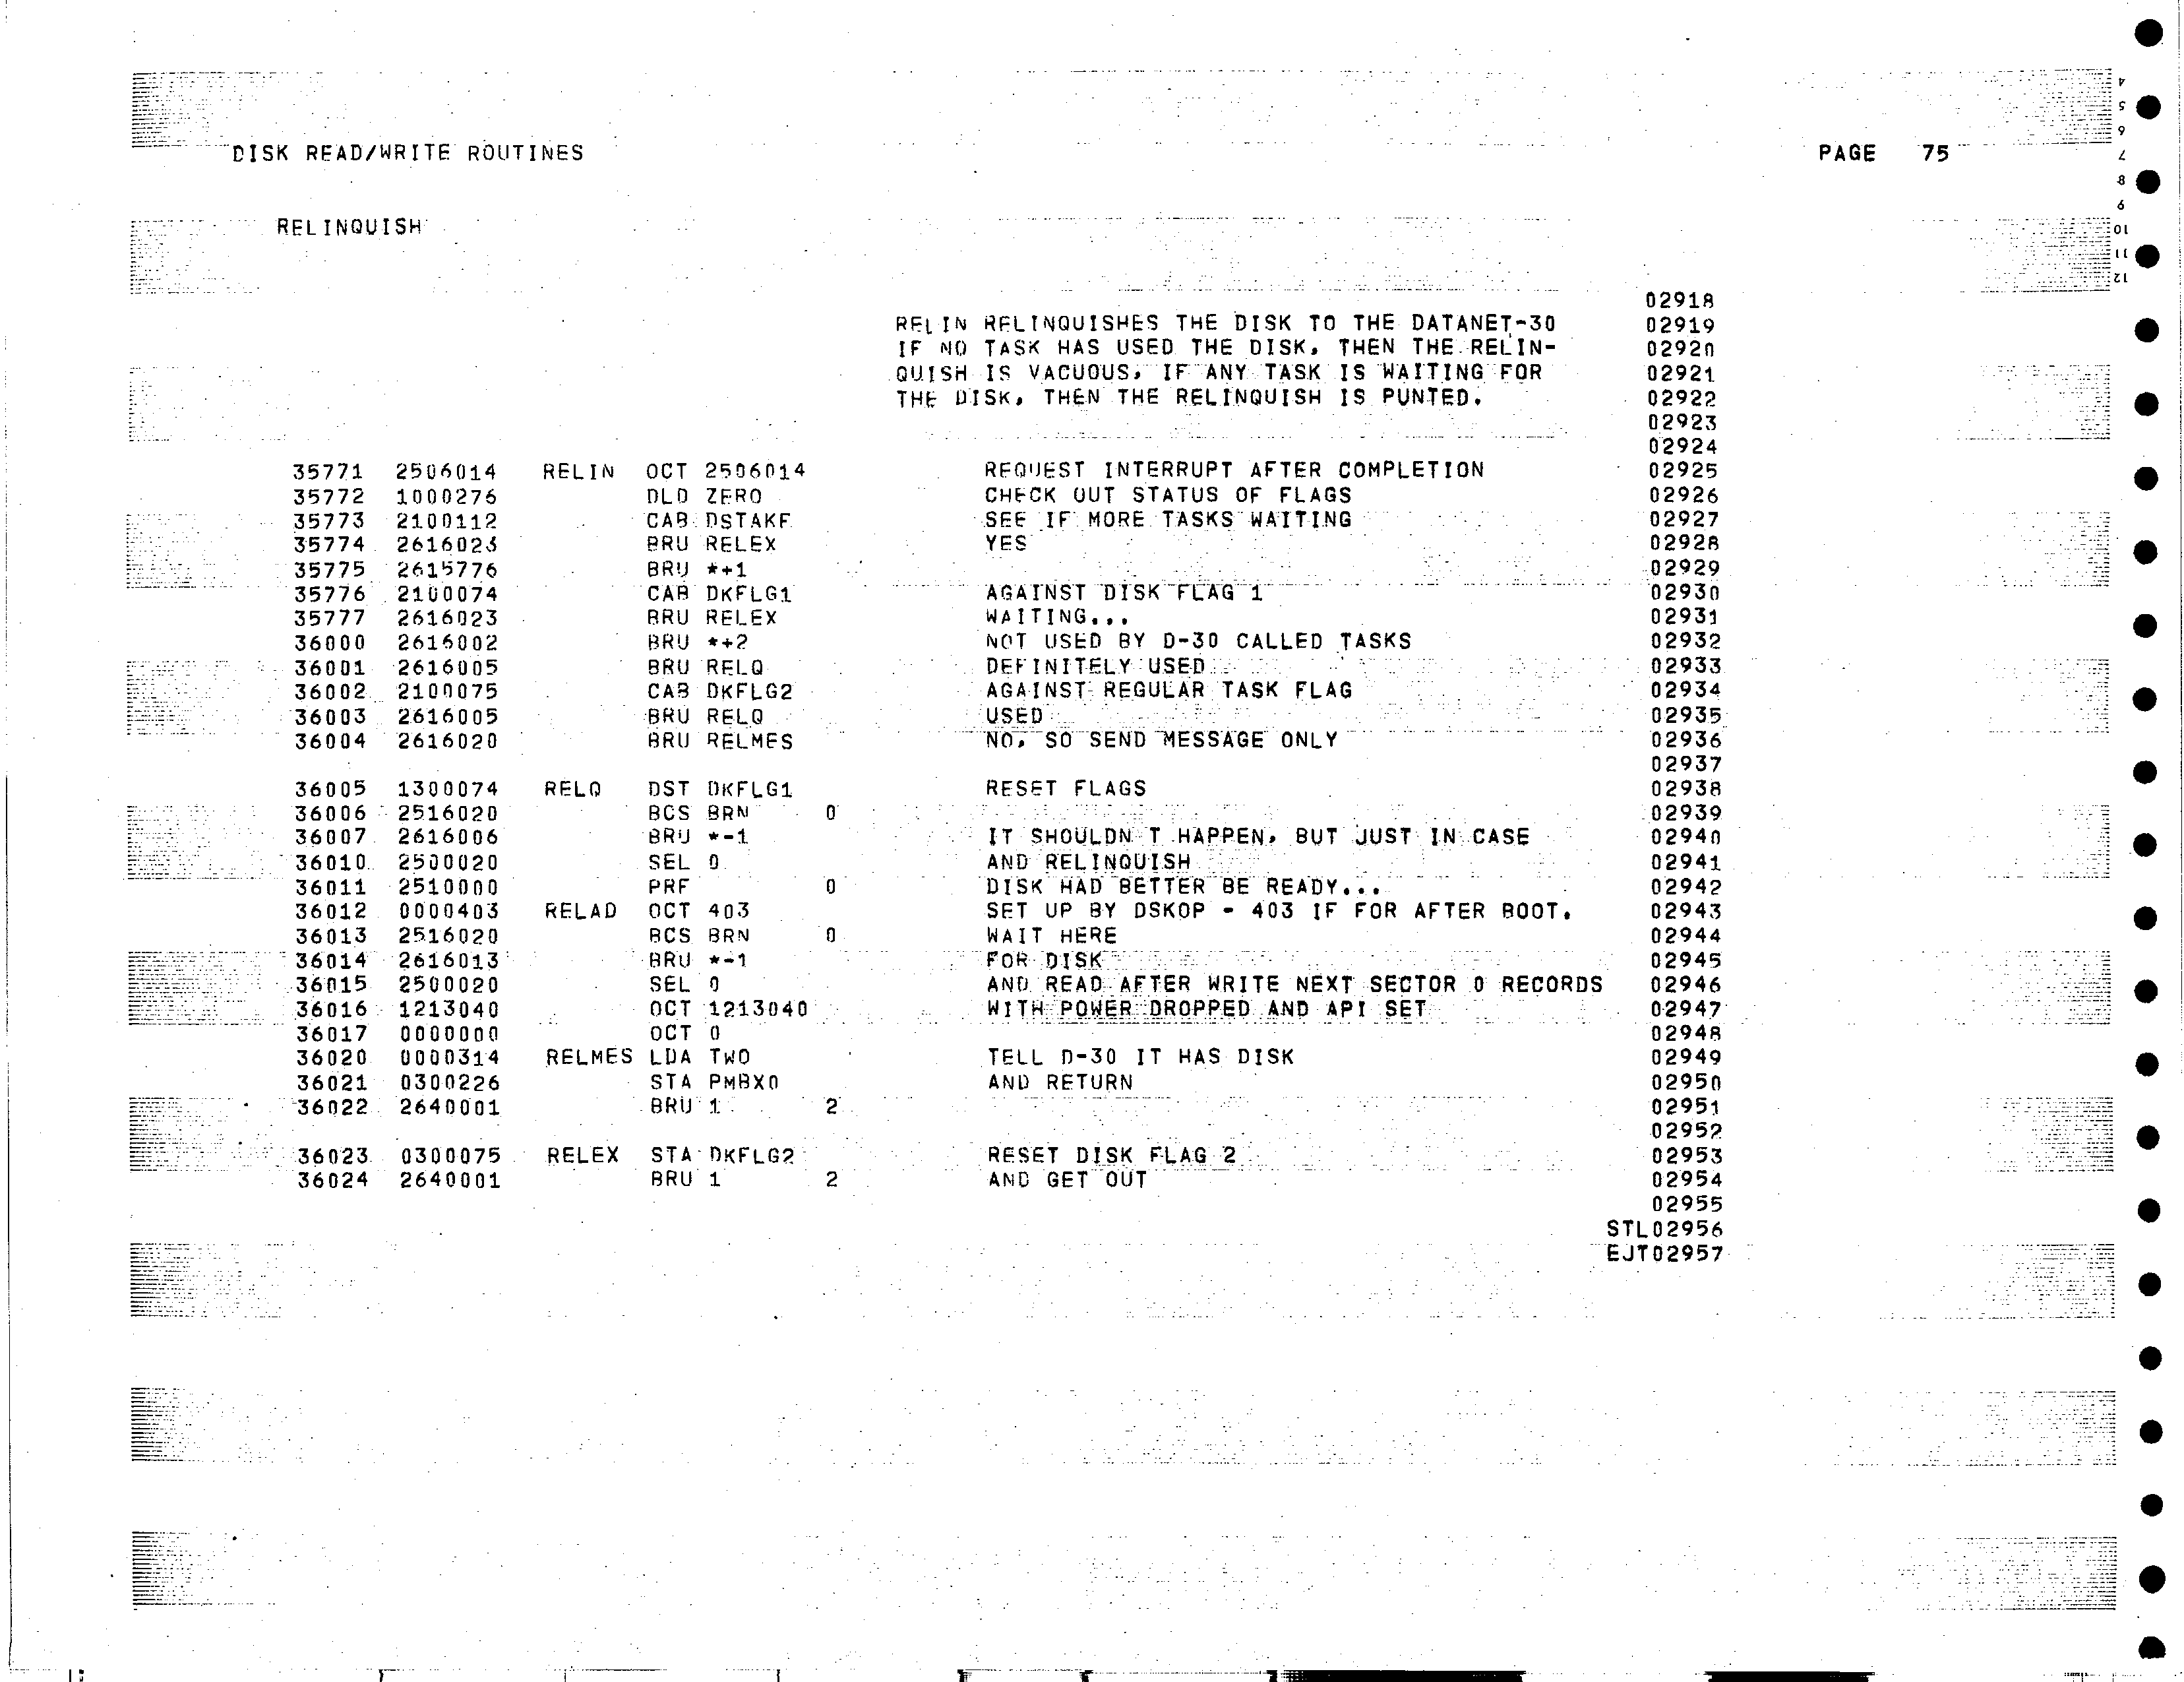 DISK READ/WRITE ROUTINES PAGE 75
RELINQUISH
02918
RELIN RELINQUISHES THE DISK TO THE DATANET-30 02919
IF NO TASK HAS USED THE DISK, THEN THE RELIN- 02920
QUISH IS VACUOUS, IF ANY TASK IS WAITING FOR 02921
THE DISK, THEN THE RELINQUISH IS PUNTED. 02922
02923
02924
35771 2506014 RELIN OCT 2506014 REQUEST INTERRUPT AFTER COMPLETION 02925
35772 1000276 DLD ZERO CHECK OUT STATUS OF FLAGS 02926
35773 2100112 CAB DSTAKF SEE IF MORE TASKS WAITING 02927
35774 2616023 BRU RELEX YES 02928
35775 2615776 BRU *+1 02929
35776 2100074 CAB DKFLG1 AGAINST DISK FLAG 1 02930
35777 2616023 BRU RELEX WAITING... 02931
36000 2616002 BRU *+2 NOT USED BY D-30 CALLED TASKS 02932
36001 2616005 BRU RELQ DEFINITELY USED 02933
36002 2100075 CAB DKFLG2 AGAINST REGULAR TASK FLAG 02934
36003 2616005 BRU RELQ USED 02935
36004 2616020 BRU RELMES NO, SO SEND MESSAGE ONLY 02936
02937
36005 1300074 RELQ DST DKFLG1 RESET FLAGS 02938
36006 2516020 BCS BRN 0 02939
36007 2616006 BRU *-1 IT SHOULDN T HAPPEN, BUT JUST IN CASE 02940
36010 2500020 SEL 0 AND RELINQUISH 02941
36011 2510000 PRF 0 DISK HAD BETTER BE READY... 02942
36012 0000403 RELAD OCT 403 SET UP BY DSKOP - 403 IF FOR AFTER BOOT. 02943
36013 2516020 BCS BRN 0 WAIT HERE 02944
36014 2616013 BRU *-1 FOR DISK 02945
36015 2500020 SEL 0 AND READ AFTER WRITE NEXT SECTOR 0 RECORDS 02946
36016 1213040 OCT 1213040 WITH POWER DROPPED AND API SET 02947
36017 0000000 OCT 0 02948
36020 0000314 RELMES LDA TWO TELL D-30 IT HAS DISK 02949
36021 0300226 STA PMBX0 AND RETURN 02950
36022 2640001 BRU 1 2 02951
02952
36023 0300075 RELEX STA DKFLG2 RESET DISK FLAG 2 02953
36024 2640001 BRU 1 2 AND GET OUT 02954
02955
STL02956
EJT02957
4
5
6
7
8
9
10
11
12